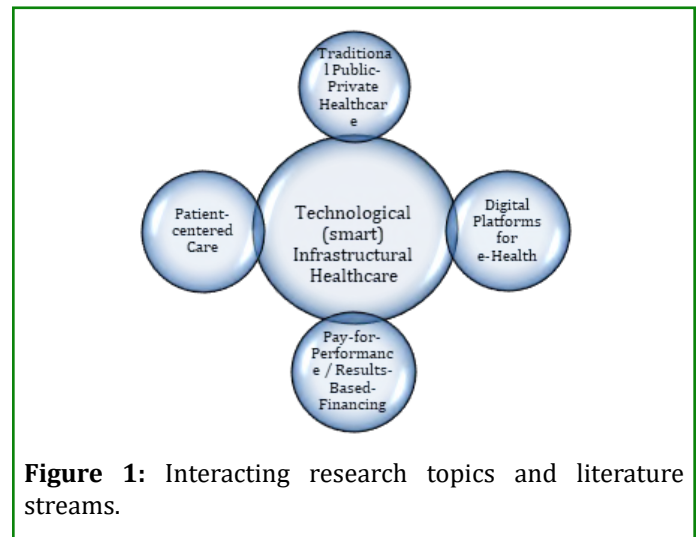 Traditiona
l Public-
Private
Healthcar
e
Patient-
centered
Care
Technological
(smart)
Infrastructural
Healthcare
Digital
Platforms
for
e-Health
Pay-for-
Performanc
e / Results-
Based-
Financing
Figure 1: Interacting research topics and literature
streams.